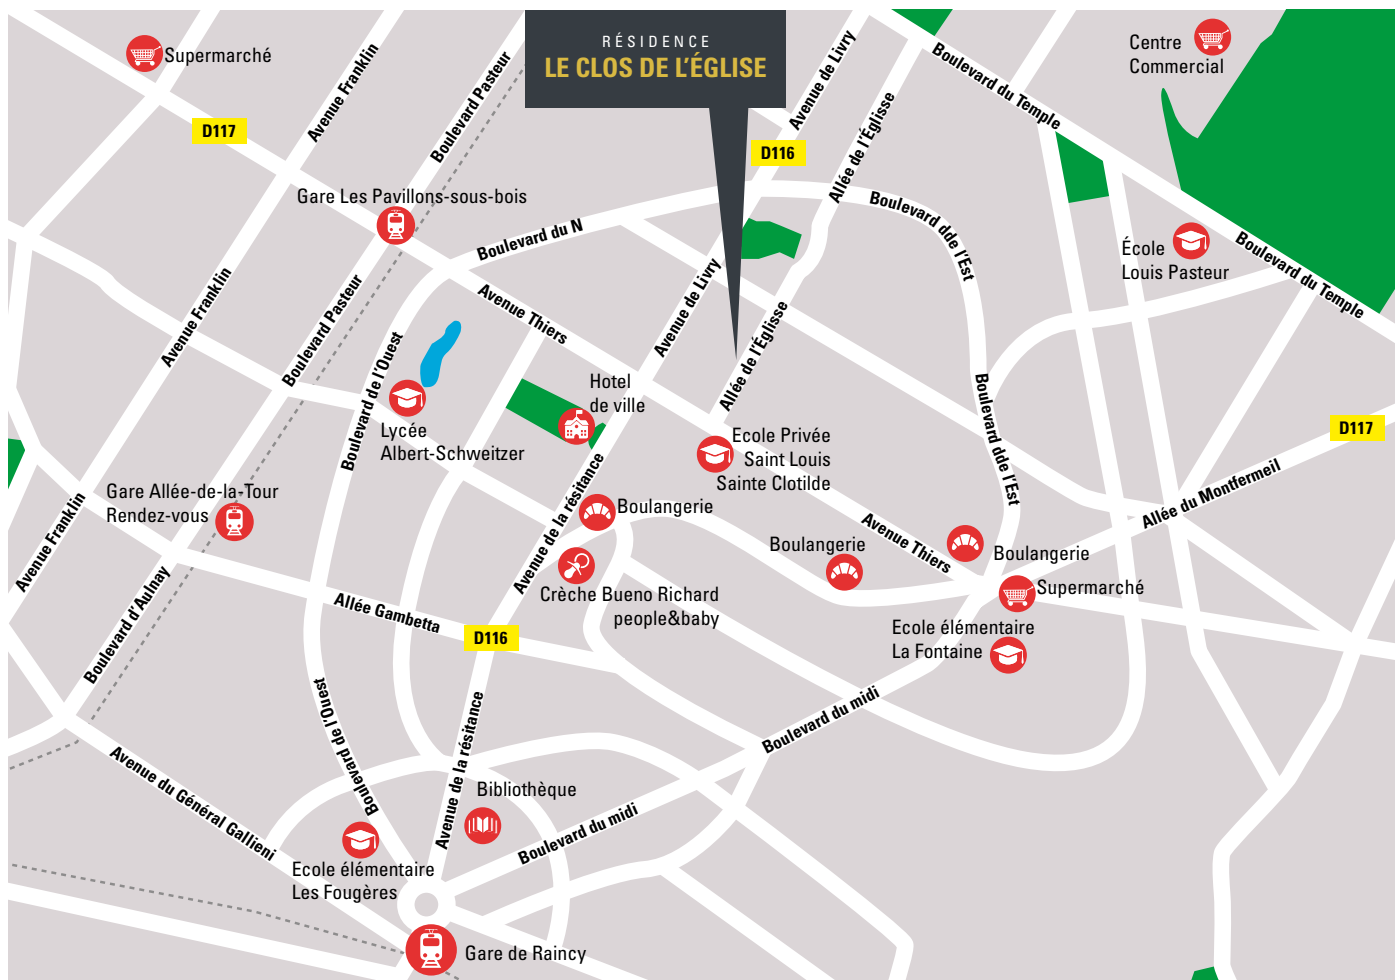 RÉSIDENCE
LE CLOS DE L'ÉGLISE
Supermarché
Centre
Commercial
Avenue Franklin
Boulevard Pasteur
Avenue de Livry
Boulevard du Temple
D117
D116
Allée de l'Églisse
Gare Les Pavillons-sous-bois
Boulevard du N
Boulevard dde l'Est
École
Louis Pasteur
Boulevard du Temple
Avenue Franklin
Boulevard Pasteur
Avenue Thiers
Avenue de Livry
Allée de l'Églisse
Boulevard de l'Ouest
Hotel
de ville
Boulevard dde l'Est
Lycée
Albert-Schweitzer
Ecole Privée
Saint Louis
Sainte Clotilde
D117
Gare Allée-de-la-Tour
Rendez-vous
Avenue Franklin
Avenue de la résitance
Boulangerie
Allée du Montfermeil
Avenue Thiers
Boulangerie
Boulangerie
Crèche Bueno Richard
people&baby
Supermarché
Boulevard d'Aulnay
Allée Gambetta
D116
Ecole élémentaire
La Fontaine
Boulevard de l'Ouest
Avenue de la résitance
Boulevard du midi
Avenue du Général Gallieni
Bibliothèque
Boulevard du midi
Ecole élémentaire
Les Fougères
Gare de Raincy